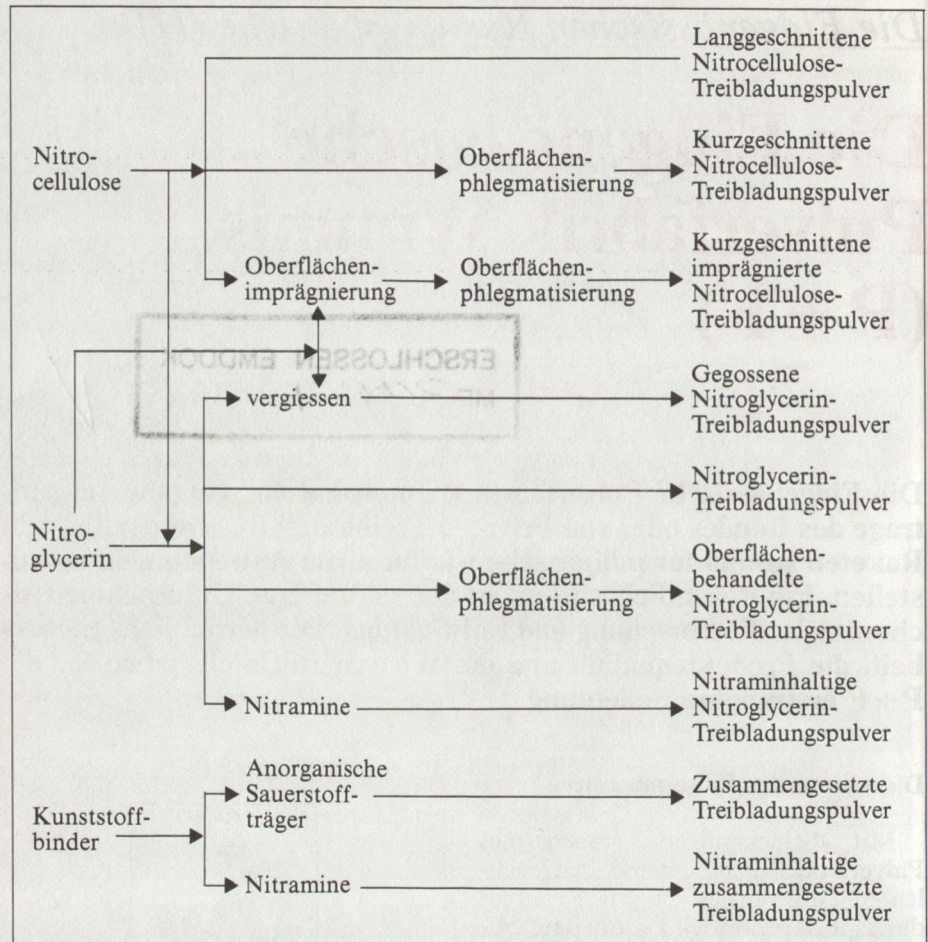 Langgeschnittene
Nitrocellulose-
Treibladungspulver
Nitro-
cellulose
Oberflächen-
phlegmatisierung
Kurzgeschnittene
Nitrocellulose-
Treibladungspulver
Oberflächen-
imprägnierung
Oberflächen-
phlegmatisierung
Kurzgeschnittene
imprägnierte
Nitrocellulose-
Treibladungspulver
ERSCHLOSSEN EMDDOK
MF
vergiessen
Gegossene
Nitroglycerin-
Treibladungspulver
Nitroglycerin-
Treibladungspulver
Nitro-
glycerin
Oberflächen-
phlegmatisierung
Oberflächen-
behandelte
Nitroglycerin-
Treibladungspulver
Nitramine
Nitraminhaltige
Nitroglycerin-
Treibladungspulver
Kunststoff-
binder
Anorganische
Sauerstoff-
träger
Zusammengesetzte
Treibladungspulver
Nitramine
Nitraminhaltige
zusammengesetzte
Treibladungspulver